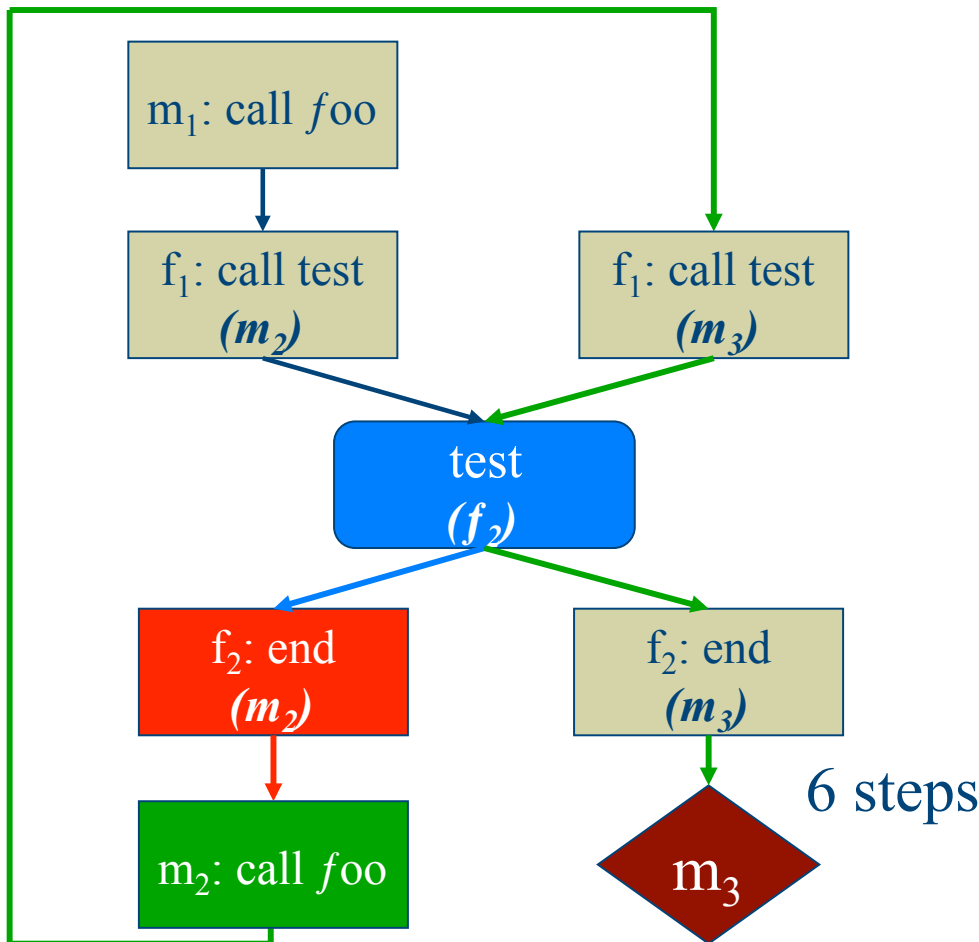 m₁: call foo
f₁: call test
(m₂)
f₁: call test
(m₃)
test
(f₂)
f₂: end
(m₂)
f₂: end
(m₃)
6 steps
m₂: call foo
m₃